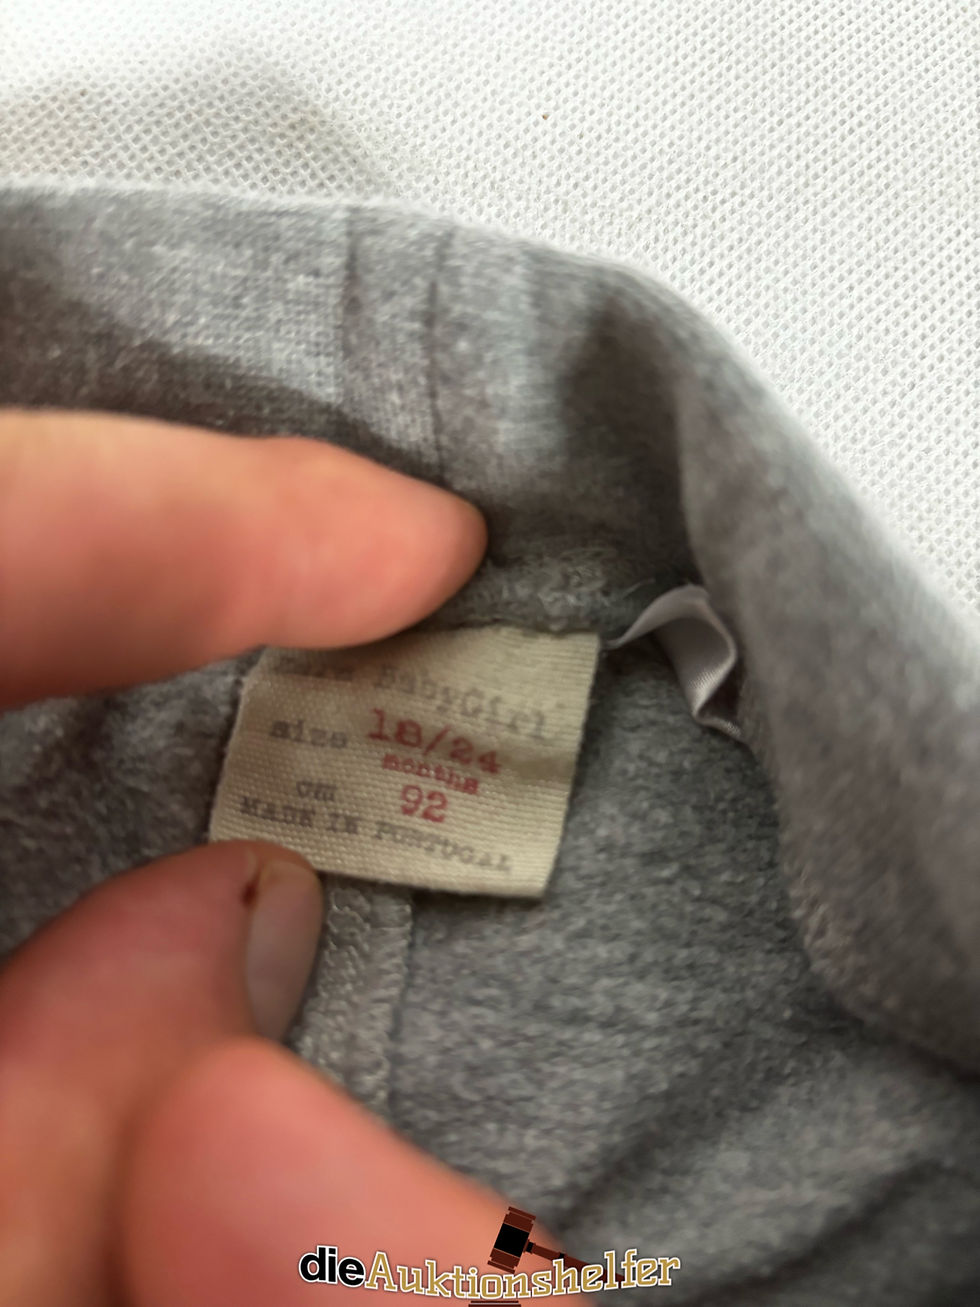 BabyGirl
size 18/24
months
cm 92
MADE IN PORTUGAL
dieAuktionshelfer